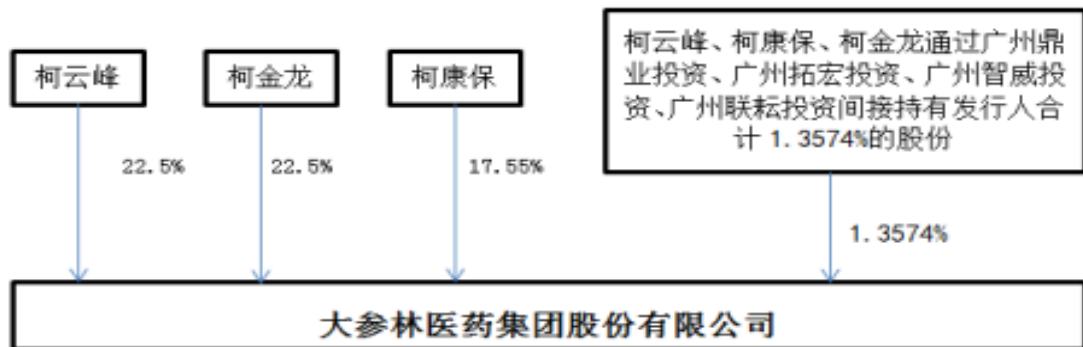 柯云峰
柯金龙
柯康保
柯云峰、柯康保、柯金龙通过广州鼎
业投资、广州拓宏投资、广州智威投
资、广州联耘投资间接持有发行人合
计 1.3574%的股份
22.5%
22.5%
17.55%
1.3574%
大参林医药集团股份有限公司